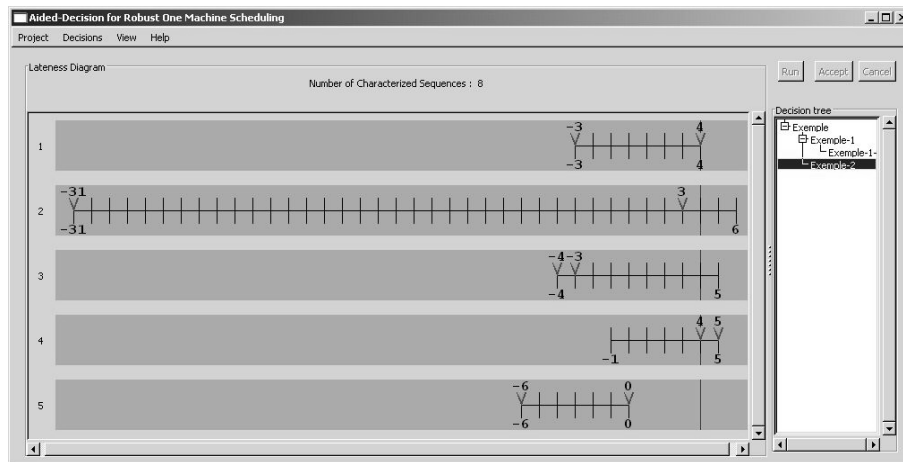 Aided-Decision for Robust One Machine Scheduling
Project Decisions View Help
Lateness Diagram
Number of Characterized Sequences : 8
Run Accept Cancel
Decision tree
Exemple
Exemple-1
Exemple-1-
Exemple-2
-3 4
1
-3 4
-31 3
2
-31 6
-4 -3
3
-4 5
4 5
4
-1 5
-6 0
5
-6 0